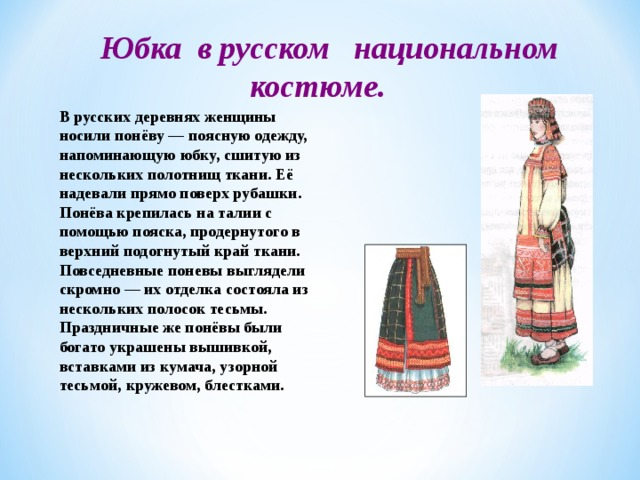 Юбка в русском национальном
костюме.
В русских деревнях женщины
носили понёву — поясную одежду,
напоминающую юбку, сшитую из
нескольких полотнищ ткани. Её
надевали прямо поверх рубашки.
Понёва крепилась на талии с
помощью пояска, продернутого в
верхний подогнутый край ткани.
Повседневные поневы выглядели
скромно — их отделка состояла из
нескольких полосок тесьмы.
Праздничные же понёвы были
богато украшены вышивкой,
вставками из кумача, узорной
тесьмой, кружевом, блестками.